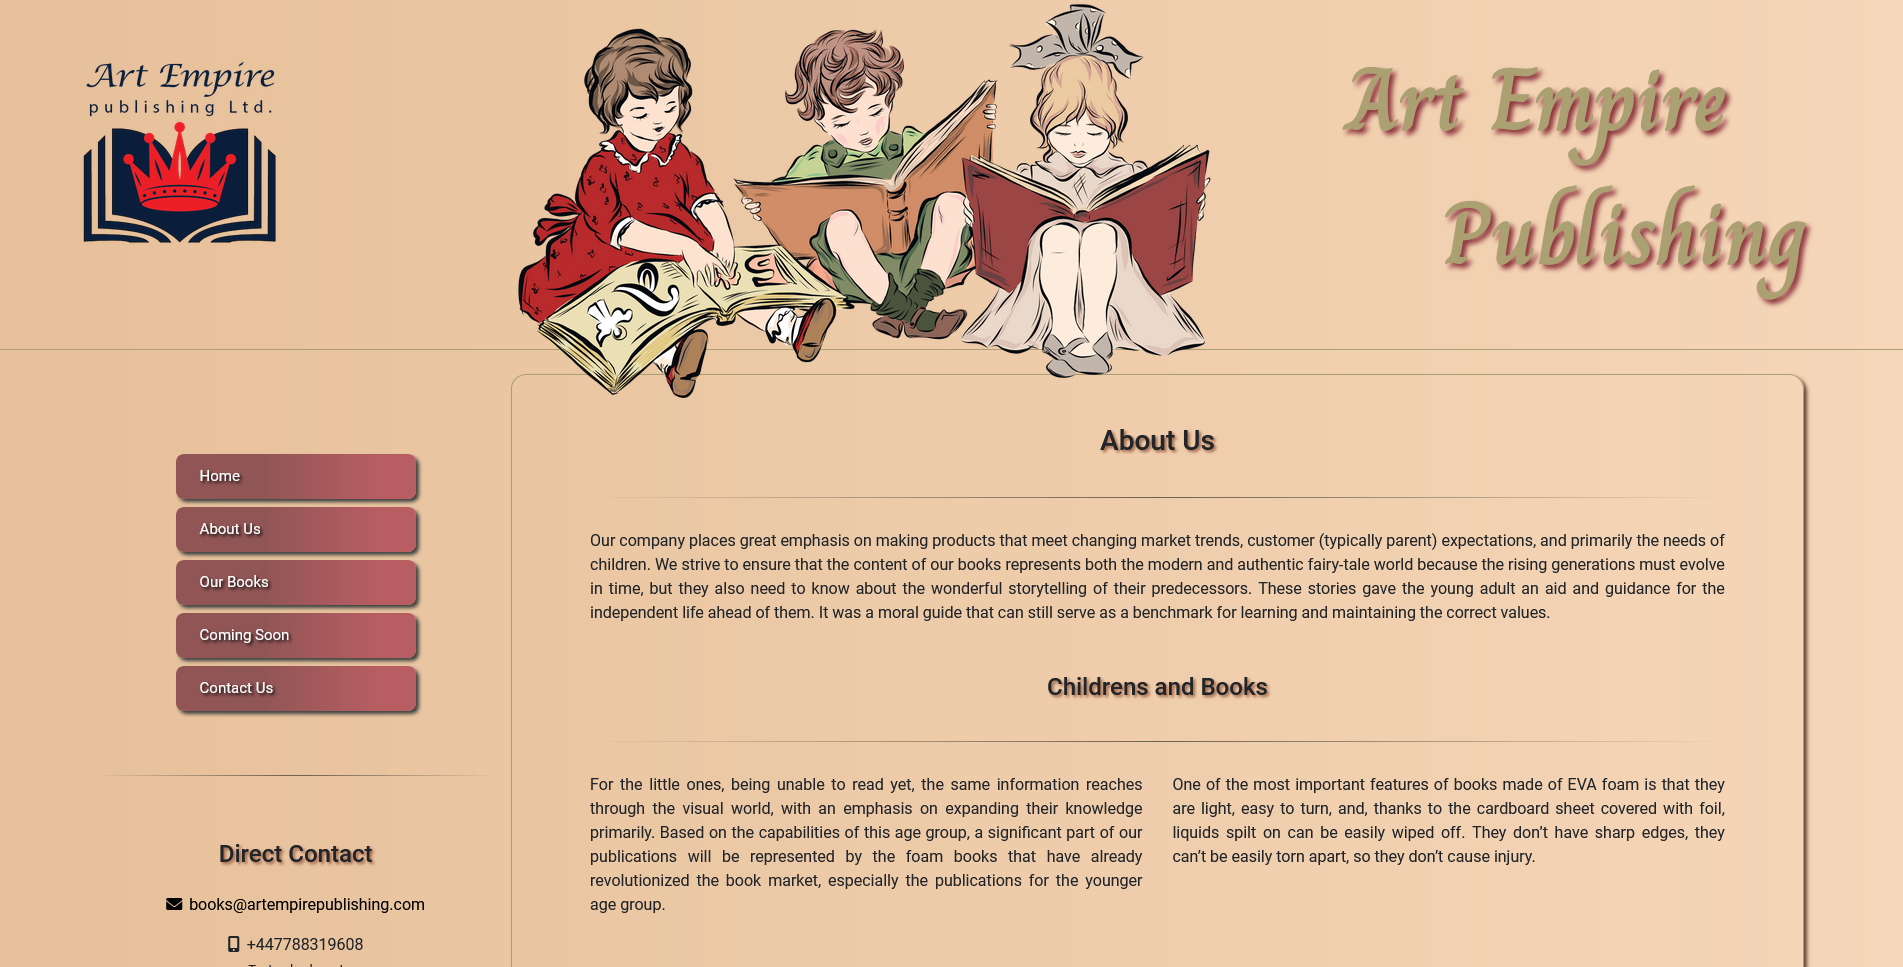 Art Empire
publishing Ltd.
Art Empire
Publishing
Home
About Us
Our Books
Coming Soon
Contact Us
Direct Contact
books@artempirepublishing.com
+447788319608
About Us
Our company places great emphasis on making products that meet changing market trends, customer (typically parent) expectations, and primarily the needs of
children. We strive to ensure that the content of our books represents both the modern and authentic fairy-tale world because the rising generations must evolve
in time, but they also need to know about the wonderful storytelling of their predecessors. These stories gave the young adult an aid and guidance for the
independent life ahead of them. It was a moral guide that can still serve as a benchmark for learning and maintaining the correct values.
Childrens and Books
For the little ones, being unable to read yet, the same information reaches
through the visual world, with an emphasis on expanding their knowledge
primarily. Based on the capabilities of this age group, a significant part of our
publications will be represented by the foam books that have already
revolutionized the book market, especially the publications for the younger
age group.
One of the most important features of books made of EVA foam is that they
are light, easy to turn, and, thanks to the cardboard sheet covered with foil,
liquids spilt on can be easily wiped off. They don’t have sharp edges, they
can’t be easily torn apart, so they don’t cause injury.